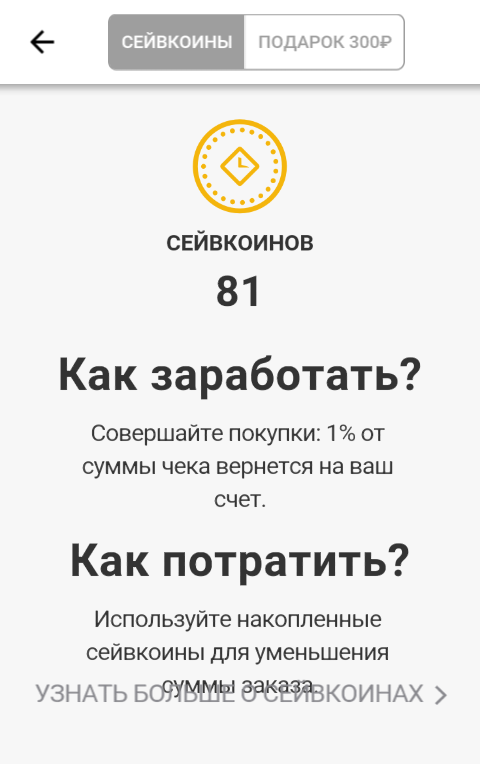 СЕЙВКОИНЫ ПОДАРОК 300₽
СЕЙВКОИНОВ
81
Как заработать?
Совершайте покупки: 1% от
суммы чека вернется на ваш
счет.
Как потратить?
Используйте накопленные
сейвкоины для уменьшения
суммы заказа.
УЗНАТЬ БОЛЬШЕ О СЕЙВКОИНАХ